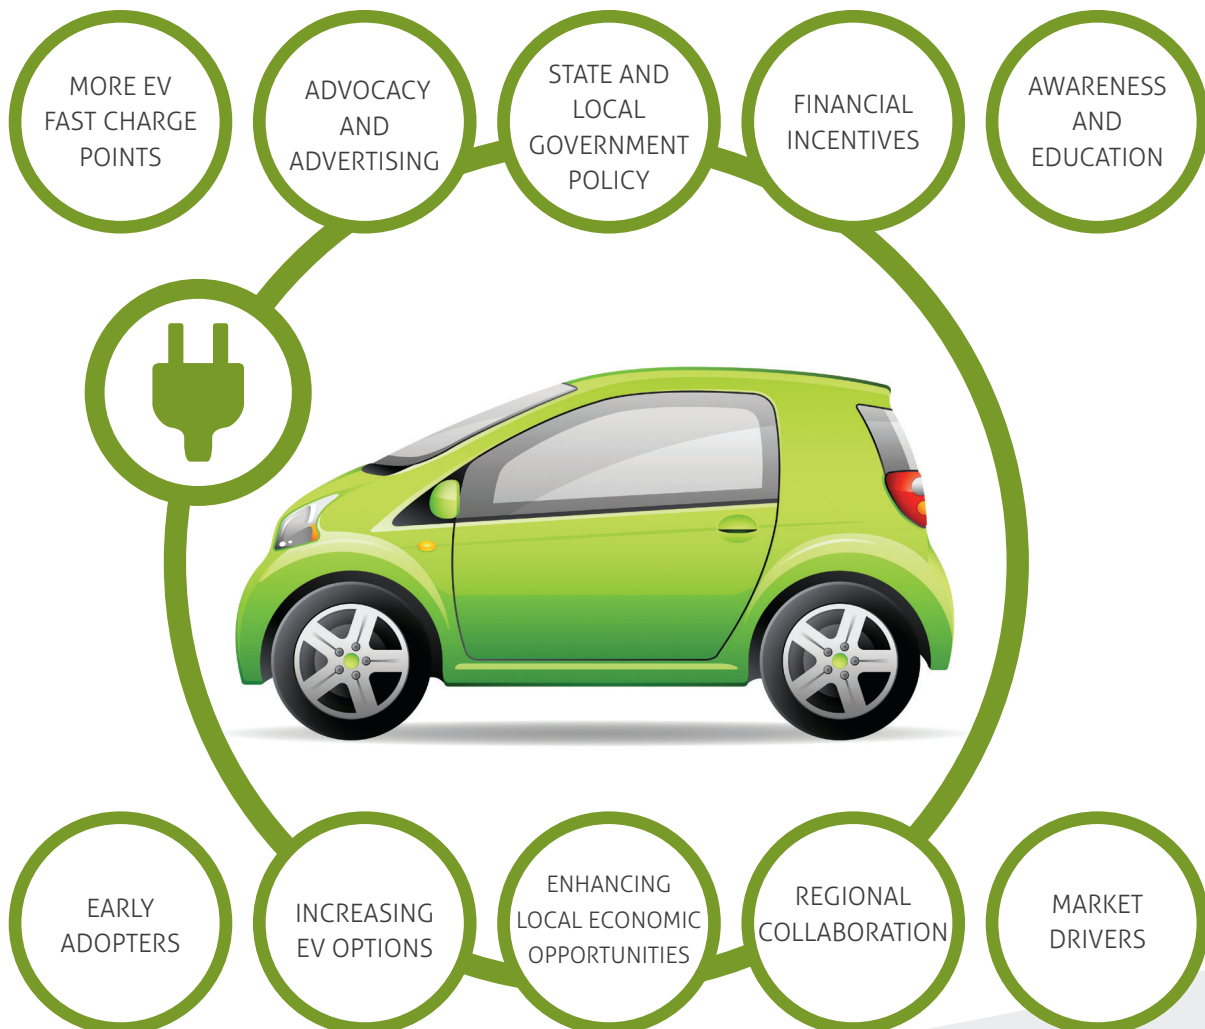 MORE EV
FAST CHARGE
POINTS
ADVOCACY
AND
ADVERTISING
STATE AND
LOCAL
GOVERNMENT
POLICY
FINANCIAL
INCENTIVES
AWARENESS
AND
EDUCATION
EARLY
ADOPTERS
INCREASING
EV OPTIONS
ENHANCING
LOCAL ECONOMIC
OPPORTUNITIES
REGIONAL
COLLABORATION
MARKET
DRIVERS